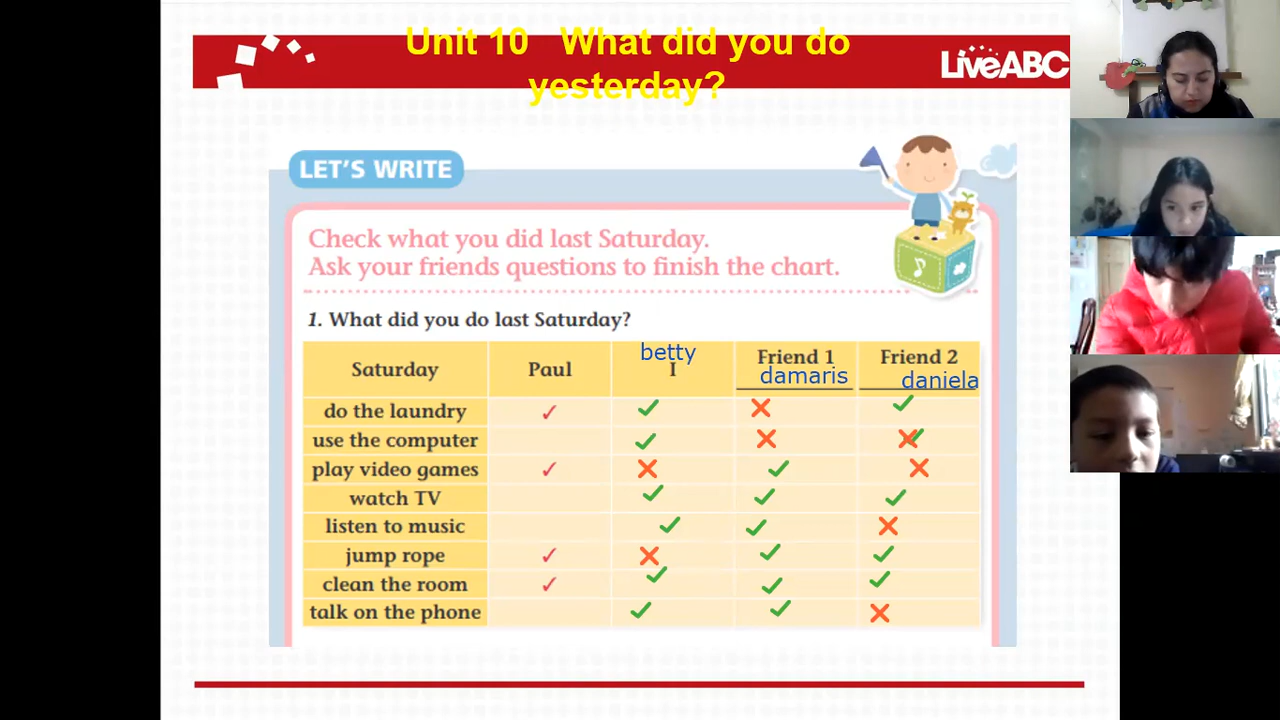 Unit 10 What did you do
yesterday?
LiveABC
LET'S WRITE
Check what you did last Saturday.
Ask your friends questions to finish the chart.
1. What did you do last Saturday?
Saturday Paul betty I Friend 1 damaris Friend 2 daniela
do the laundry ✓ ✓ ✗ ✓
use the computer ✓ ✗ ✗✓
play video games ✓ ✗ ✓ ✗
watch TV ✓ ✓ ✓
listen to music ✓ ✓ ✗
jump rope ✓ ✗ ✓ ✓
clean the room ✓ ✓ ✓ ✓
talk on the phone ✓ ✓ ✗